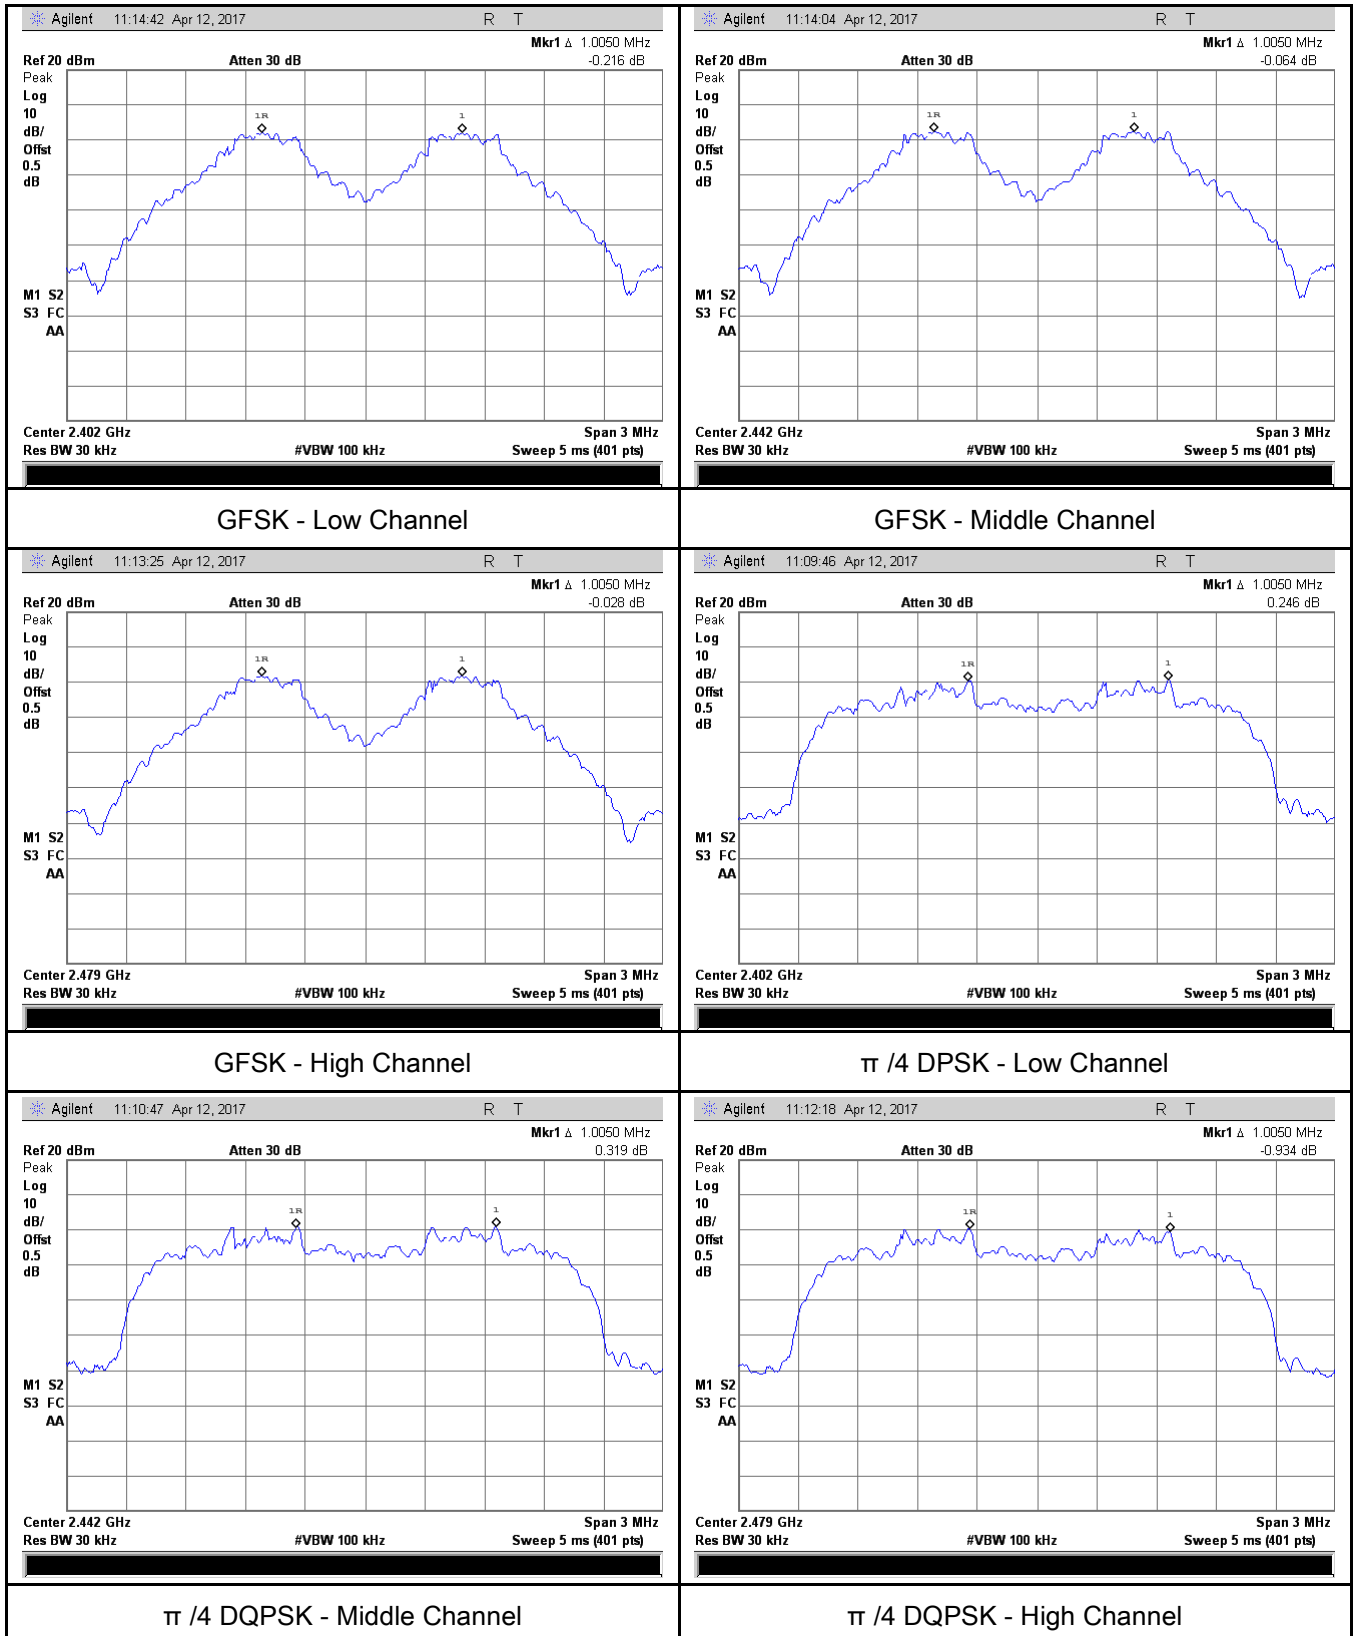 Agilent 11:14:42 Apr 12, 2017 R T
Mkr1 Δ 1.0050 MHz
Ref 20 dBm Atten 30 dB -0.216 dB
Peak
Log
10
dB/
Offst
0.5
dB
1R 1
M1 S2
S3 FC
AA
Center 2.402 GHz Span 3 MHz
Res BW 30 kHz #VBW 100 kHz Sweep 5 ms (401 pts)
GFSK - Low Channel
Agilent 11:14:04 Apr 12, 2017 R T
Mkr1 Δ 1.0050 MHz
Ref 20 dBm Atten 30 dB -0.064 dB
Peak
Log
10
dB/
Offst
0.5
dB
1R 1
M1 S2
S3 FC
AA
Center 2.442 GHz Span 3 MHz
Res BW 30 kHz #VBW 100 kHz Sweep 5 ms (401 pts)
GFSK - Middle Channel
Agilent 11:13:25 Apr 12, 2017 R T
Mkr1 Δ 1.0050 MHz
Ref 20 dBm Atten 30 dB -0.028 dB
Peak
Log
10
dB/
Offst
0.5
dB
1R 1
M1 S2
S3 FC
AA
Center 2.479 GHz Span 3 MHz
Res BW 30 kHz #VBW 100 kHz Sweep 5 ms (401 pts)
GFSK - High Channel
Agilent 11:09:46 Apr 12, 2017 R T
Mkr1 Δ 1.0050 MHz
Ref 20 dBm Atten 30 dB 0.246 dB
Peak
Log
10
dB/
Offst
0.5
dB
1R 1
M1 S2
S3 FC
AA
Center 2.402 GHz Span 3 MHz
Res BW 30 kHz #VBW 100 kHz Sweep 5 ms (401 pts)
π /4 DPSK - Low Channel
Agilent 11:10:47 Apr 12, 2017 R T
Mkr1 Δ 1.0050 MHz
Ref 20 dBm Atten 30 dB 0.319 dB
Peak
Log
10
dB/
Offst
0.5
dB
1R 1
M1 S2
S3 FC
AA
Center 2.442 GHz Span 3 MHz
Res BW 30 kHz #VBW 100 kHz Sweep 5 ms (401 pts)
π /4 DQPSK - Middle Channel
Agilent 11:12:18 Apr 12, 2017 R T
Mkr1 Δ 1.0050 MHz
Ref 20 dBm Atten 30 dB -0.934 dB
Peak
Log
10
dB/
Offst
0.5
dB
1R 1
M1 S2
S3 FC
AA
Center 2.479 GHz Span 3 MHz
Res BW 30 kHz #VBW 100 kHz Sweep 5 ms (401 pts)
π /4 DQPSK - High Channel